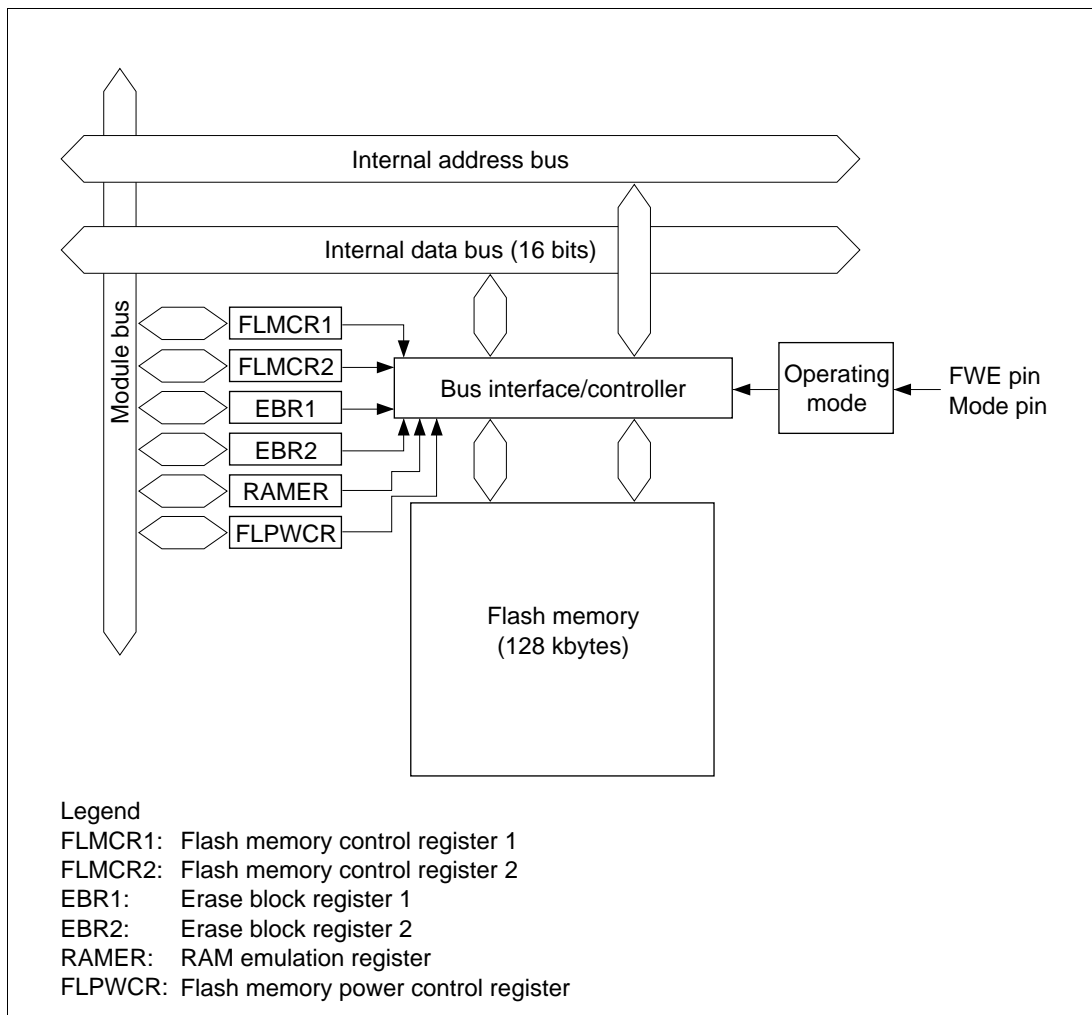 Internal address bus
Internal data bus (16 bits)
Module bus
FLMCR1
FLMCR2
EBR1
EBR2
RAMER
FLPWCR
Bus interface/controller
Operating
mode
FWE pin
Mode pin
Flash memory
(128 kbytes)
Legend
FLMCR1: Flash memory control register 1
FLMCR2: Flash memory control register 2
EBR1: Erase block register 1
EBR2: Erase block register 2
RAMER: RAM emulation register
FLPWCR: Flash memory power control register